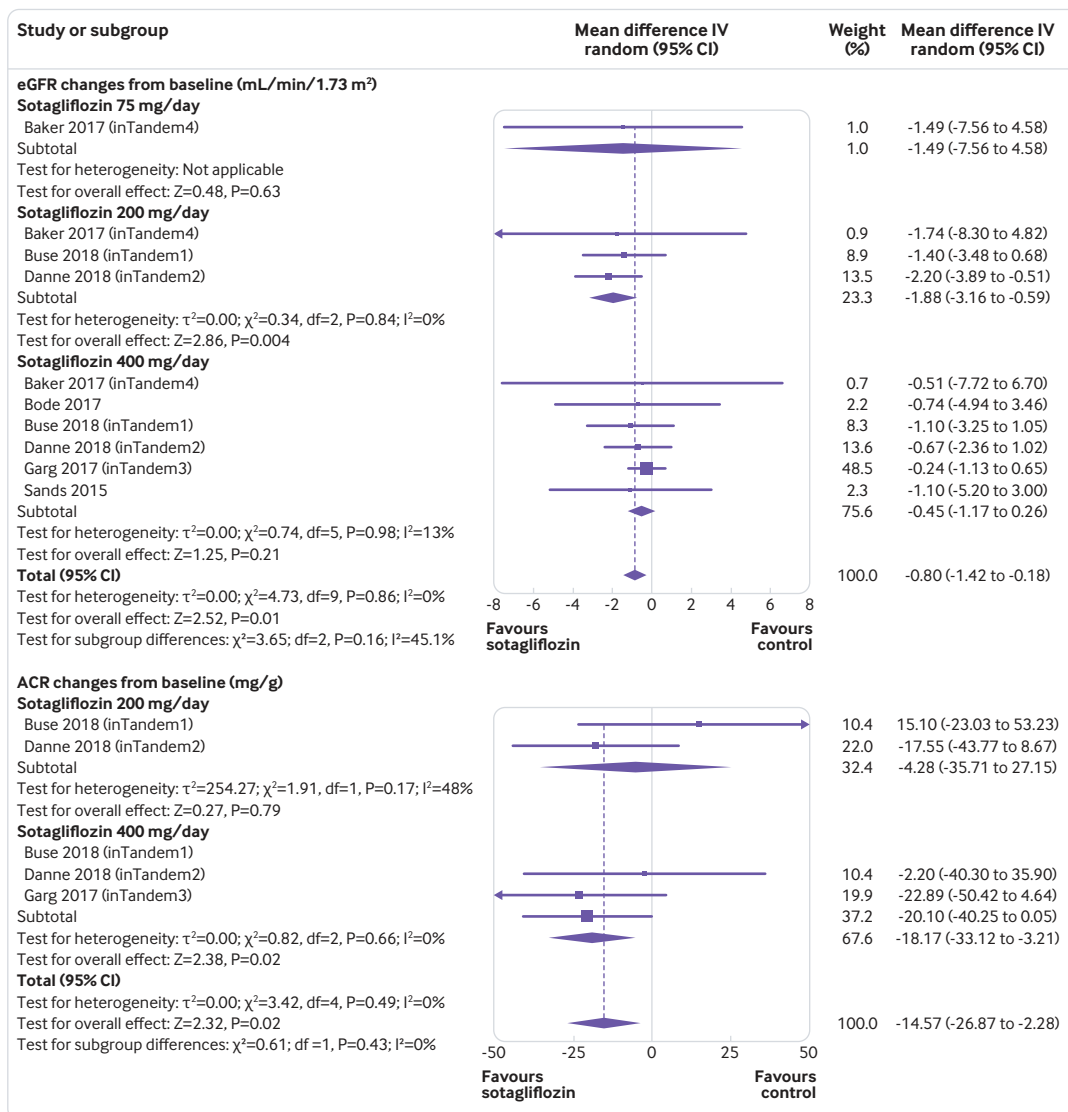 Study or subgroup Mean difference IV random (95% CI) Weight (%) Mean difference IV random (95% CI)
eGFR changes from baseline (mL/min/1.73 m²)
Sotagliflozin 75 mg/day
Baker 2017 (inTandem4) 1.0 -1.49 (-7.56 to 4.58)
Subtotal 1.0 -1.49 (-7.56 to 4.58)
Test for heterogeneity: Not applicable
Test for overall effect: Z=0.48, P=0.63
Sotagliflozin 200 mg/day
Baker 2017 (inTandem4) 0.9 -1.74 (-8.30 to 4.82)
Buse 2018 (inTandem1) 8.9 -1.40 (-3.48 to 0.68)
Danne 2018 (inTandem2) 13.5 -2.20 (-3.89 to -0.51)
Subtotal 23.3 -1.88 (-3.16 to -0.59)
Test for heterogeneity: τ²=0.00; χ²=0.34, df=2, P=0.84; I²=0%
Test for overall effect: Z=2.86, P=0.004
Sotagliflozin 400 mg/day
Baker 2017 (inTandem4) 0.7 -0.51 (-7.72 to 6.70)
Bode 2017 2.2 -0.74 (-4.94 to 3.46)
Buse 2018 (inTandem1) 8.3 -1.10 (-3.25 to 1.05)
Danne 2018 (inTandem2) 13.6 -0.67 (-2.36 to 1.02)
Garg 2017 (inTandem3) 48.5 -0.24 (-1.13 to 0.65)
Sands 2015 2.3 -1.10 (-5.20 to 3.00)
Subtotal 75.6 -0.45 (-1.17 to 0.26)
Test for heterogeneity: τ²=0.00; χ²=0.74, df=5, P=0.98; I²=13%
Test for overall effect: Z=1.25, P=0.21
Total (95% CI) 100.0 -0.80 (-1.42 to -0.18)
Test for heterogeneity: τ²=0.00; χ²=4.73, df=9, P=0.86; I²=0%
Test for overall effect: Z=2.52, P=0.01
Test for subgroup differences: χ²=3.65; df=2, P=0.16; I²=45.1%
-8 -6 -4 -2 0 2 4 6 8
Favours sotagliflozin Favours control
ACR changes from baseline (mg/g)
Sotagliflozin 200 mg/day
Buse 2018 (inTandem1) 10.4 15.10 (-23.03 to 53.23)
Danne 2018 (inTandem2) 22.0 -17.55 (-43.77 to 8.67)
Subtotal 32.4 -4.28 (-35.71 to 27.15)
Test for heterogeneity: τ²=254.27; χ²=1.91, df=1, P=0.17; I²=48%
Test for overall effect: Z=0.27, P=0.79
Sotagliflozin 400 mg/day
Buse 2018 (inTandem1)
Danne 2018 (inTandem2) 10.4 -2.20 (-40.30 to 35.90)
Garg 2017 (inTandem3) 19.9 -22.89 (-50.42 to 4.64)
Subtotal 37.2 -20.10 (-40.25 to 0.05)
Test for heterogeneity: τ²=0.00; χ²=0.82, df=2, P=0.66; I²=0% 67.6 -18.17 (-33.12 to -3.21)
Test for overall effect: Z=2.38, P=0.02
Total (95% CI)
Test for heterogeneity: τ²=0.00; χ²=3.42, df=4, P=0.49; I²=0%
Test for overall effect: Z=2.32, P=0.02 100.0 -14.57 (-26.87 to -2.28)
Test for subgroup differences: χ²=0.61; df =1, P=0.43; I²=0%
-50 -25 0 25 50
Favours sotagliflozin Favours control